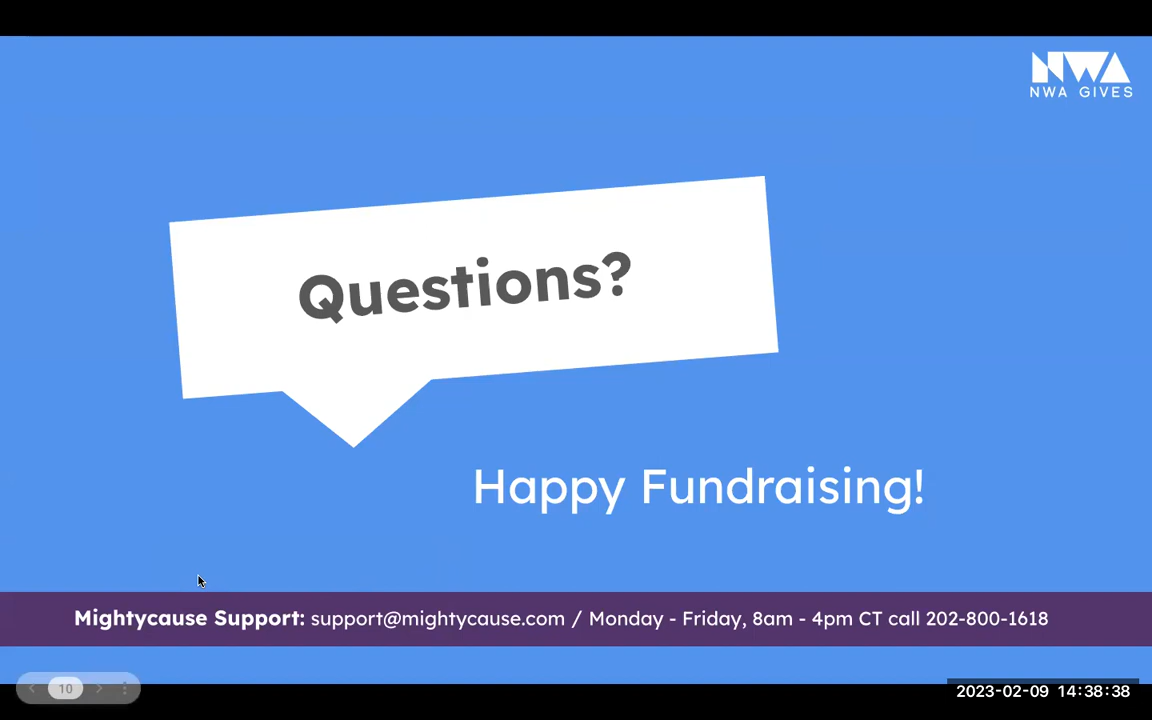 NWA
NWA GIVES
Questions?
Happy Fundraising!
Mightycause Support: support@mightycause.com / Monday - Friday, 8am - 4pm CT call 202-800-1618
10
2023-02-09 14:38:38